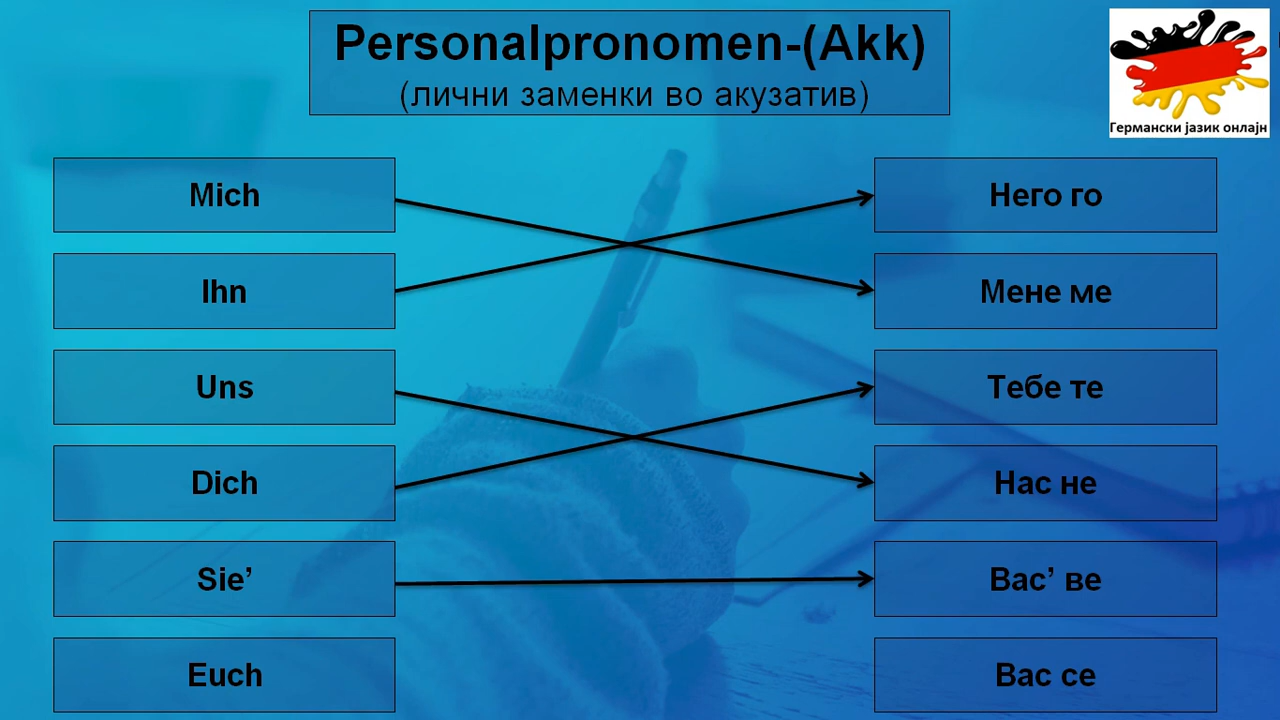 Personalpronomen-(Akk)
(лични заменки во акузатив)
Германски јазик онлајн
Mich
Него го
Ihn
Мене ме
Uns
Тебе те
Dich
Нас не
Sie’
Вас’ ве
Euch
Вас се